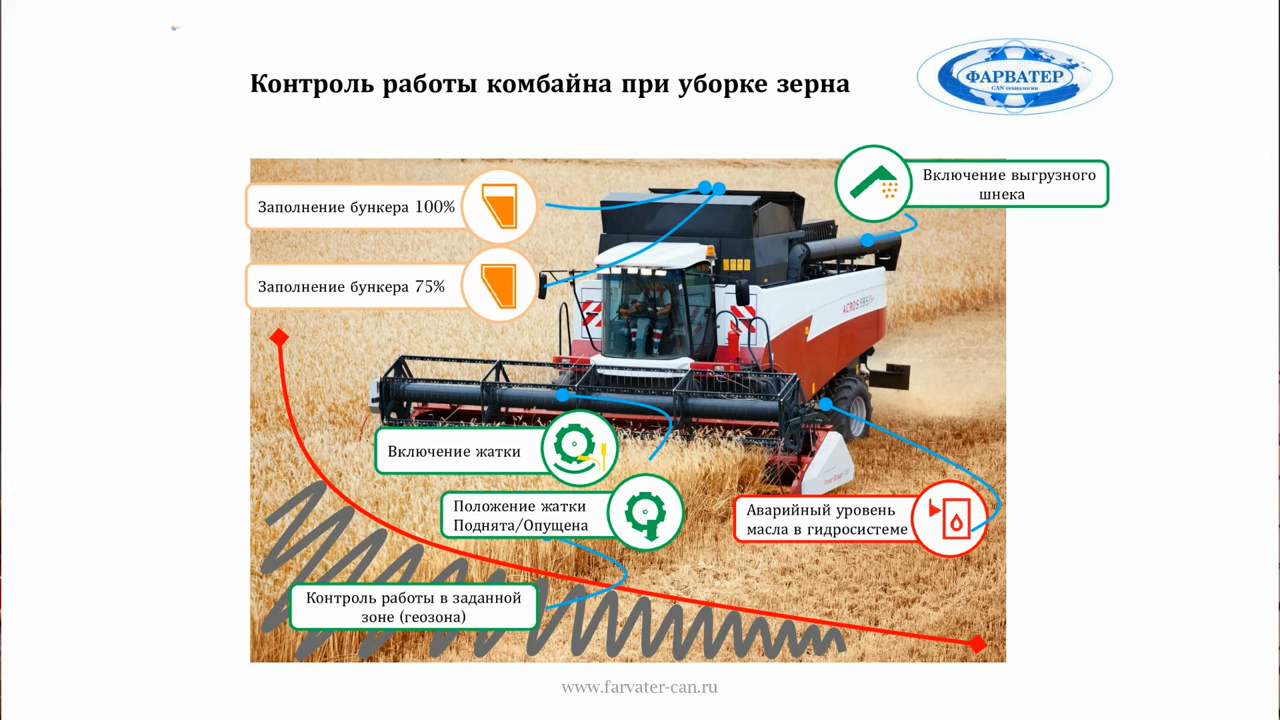 Контроль работы комбайна при уборке зерна
ФАРВАТЕР
CAN технологии
Включение выгрузного
шнека
Заполнение бункера 100%
Заполнение бункера 75%
ACROS 595
Включение жатки
Положение жатки
Поднята/Опущена
Аварийный уровень
масла в гидросистеме
Контроль работы в заданной
зоне (геозона)
www.farvater-can.ru